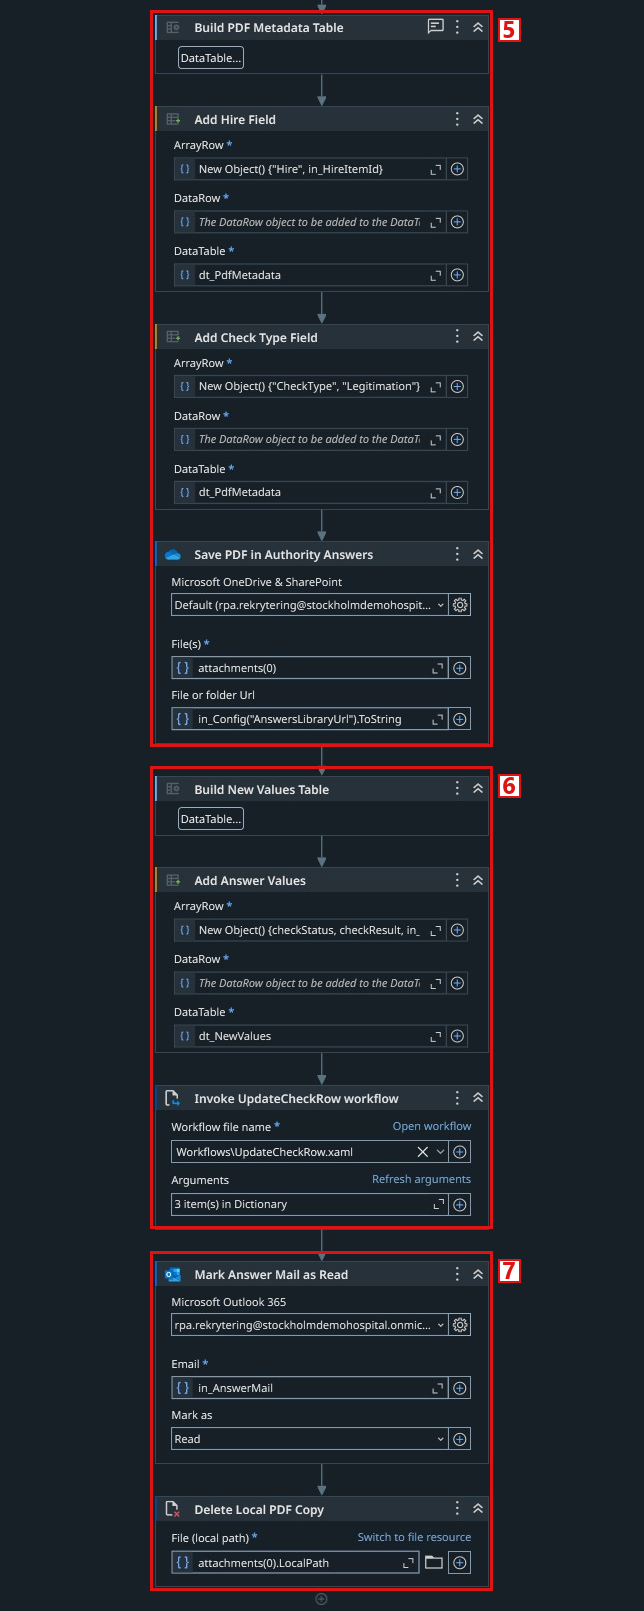 Build PDF Metadata Table
5
DataTable...
Add Hire Field
ArrayRow *
New Object() {"Hire", in_HireItemId}
DataRow *
The DataRow object to be added to the DataT
DataTable *
dt_PdfMetadata
Add Check Type Field
ArrayRow *
New Object() {"CheckType", "Legitimation"}
DataRow *
The DataRow object to be added to the DataT
DataTable *
dt_PdfMetadata
Save PDF in Authority Answers
Microsoft OneDrive & SharePoint
Default (rpa.rekrytering@stockholmdemohospit...
File(s) *
attachments(0)
File or folder Url
in_Config("AnswersLibraryUrl").ToString
Build New Values Table
6
DataTable...
Add Answer Values
ArrayRow *
New Object() {checkStatus, checkResult, in_
DataRow *
The DataRow object to be added to the DataT
DataTable *
dt_NewValues
Invoke UpdateCheckRow workflow
Workflow file name * Open workflow
Workflows\UpdateCheckRow.xaml
Arguments Refresh arguments
3 item(s) in Dictionary
Mark Answer Mail as Read
7
Microsoft Outlook 365
rpa.rekrytering@stockholmdemohospital.onmic...
Email *
in_AnswerMail
Mark as
Read
Delete Local PDF Copy
File (local path) * Switch to file resource
attachments(0).LocalPath